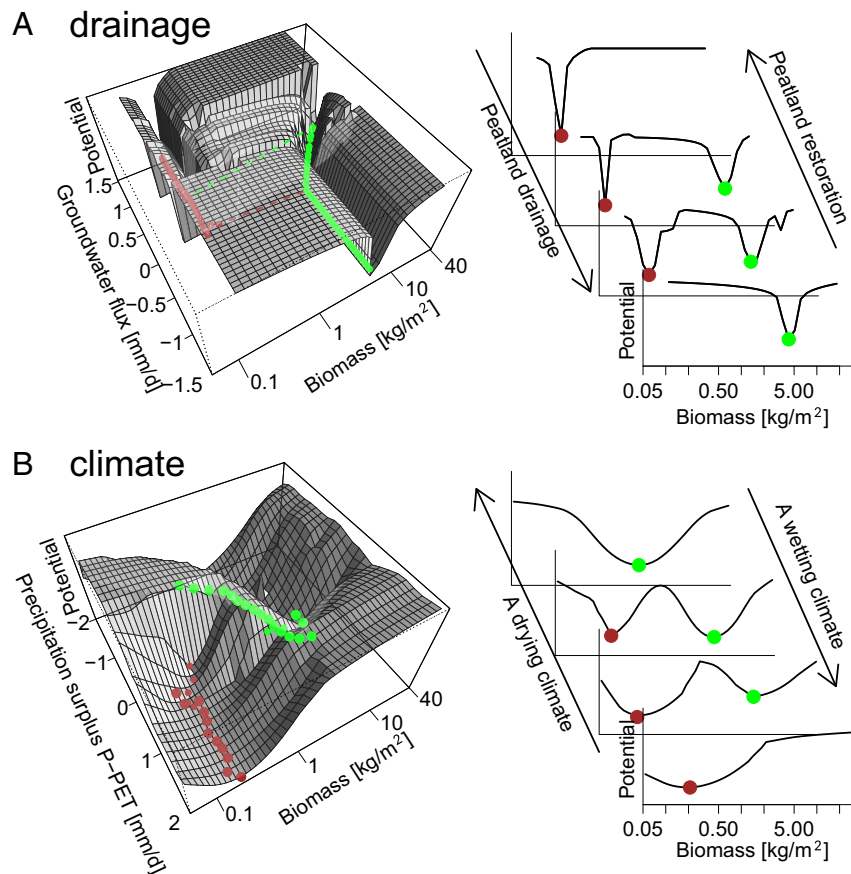 A drainage
Potential
1.5
1
0.5
0
−0.5
−1
−1.5
Groundwater flux [mm/d]
0.1
1
10
40
Biomass [kg/m²]
Peatland drainage
Peatland restoration
Potential
0.05 0.50 5.00
Biomass [kg/m²]
B climate
Potential
−2
−1
0
1
2
Precipitation surplus P−PET [mm/d]
0.1
1
10
40
Biomass [kg/m²]
A drying climate
A wetting climate
Potential
0.05 0.50 5.00
Biomass [kg/m²]